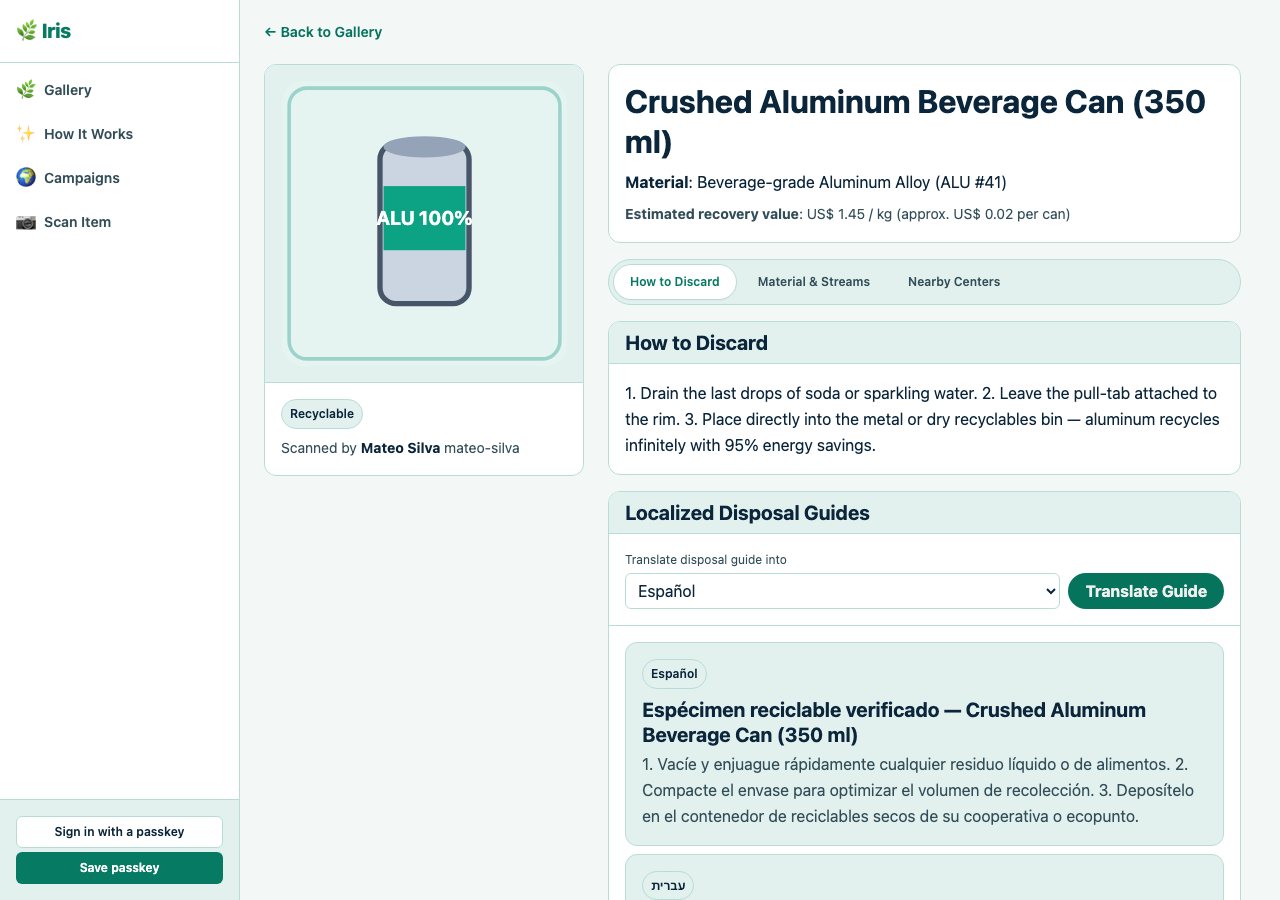 Iris
Gallery
How It Works
Campaigns
Scan Item
Sign in with a passkey
Save passkey
← Back to Gallery
ALU 100%
Recyclable
Scanned by Mateo Silva mateo-silva
Crushed Aluminum Beverage Can (350
ml)
Material: Beverage-grade Aluminum Alloy (ALU #41)
Estimated recovery value: US$ 1.45 / kg (approx. US$ 0.02 per can)
How to Discard
Material & Streams
Nearby Centers
How to Discard
1. Drain the last drops of soda or sparkling water. 2. Leave the pull-tab attached to
the rim. 3. Place directly into the metal or dry recyclables bin — aluminum recycles
infinitely with 95% energy savings.
Localized Disposal Guides
Translate disposal guide into
Español
Translate Guide
Español
Espécimen reciclable verificado — Crushed Aluminum
Beverage Can (350 ml)
1. Vacíe y enjuague rápidamente cualquier residuo líquido o de alimentos. 2.
Compacte el envase para optimizar el volumen de recolección. 3. Deposítelo
en el contenedor de reciclables secos de su cooperativa o ecopunto.
עברית